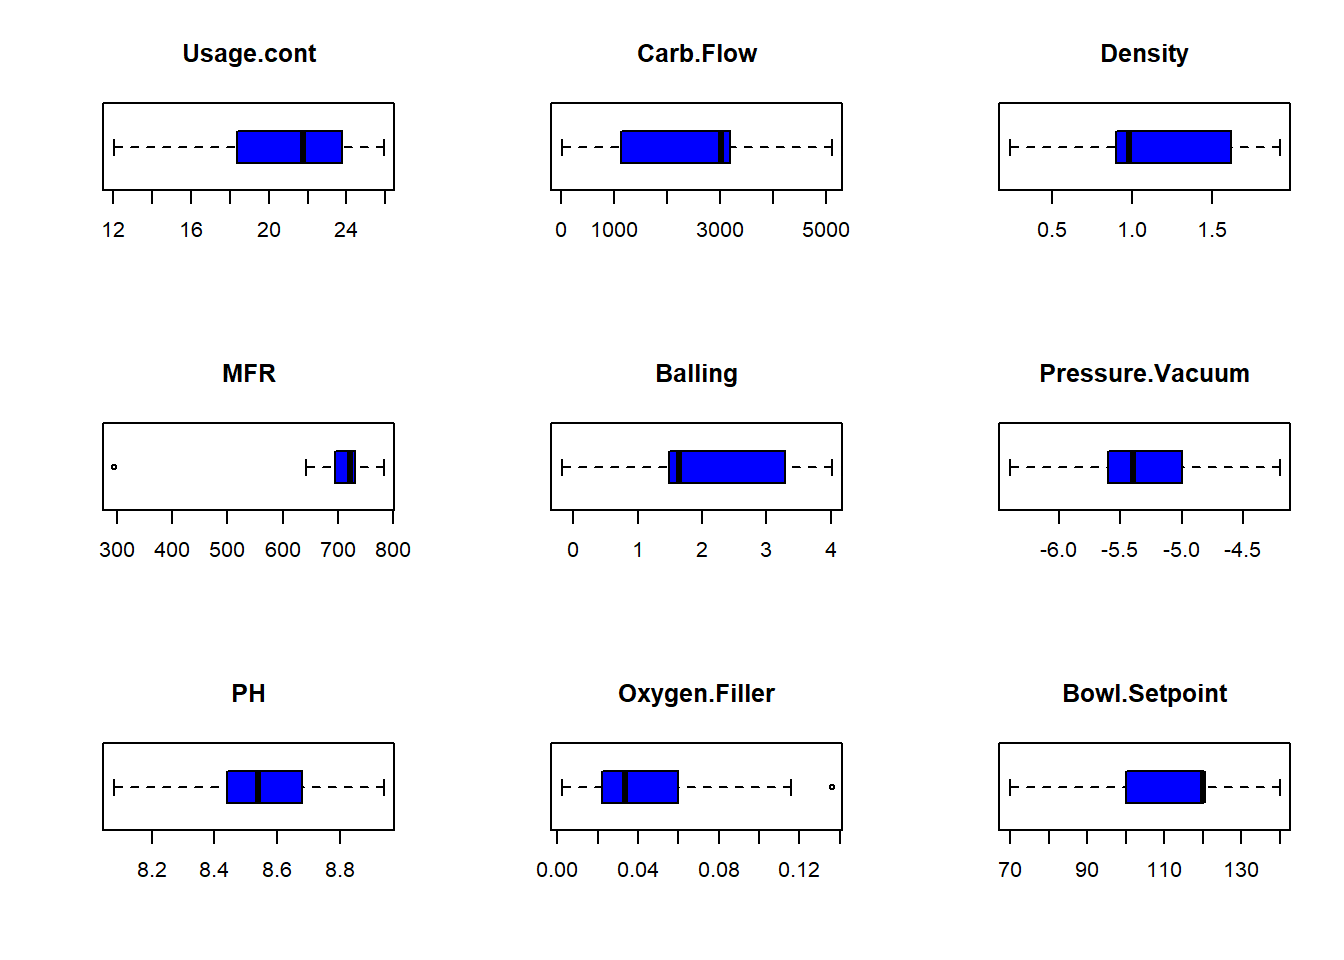 Usage.cont Carb.Flow Density
12 16 20 24 0 1000 3000 5000 0.5 1.0 1.5
MFR Balling Pressure.Vacuum
300 400 500 600 700 800 0 1 2 3 4 -6.0 -5.5 -5.0 -4.5
PH Oxygen.Filler Bowl.Setpoint
8.2 8.4 8.6 8.8 0.00 0.04 0.08 0.12 70 90 110 130